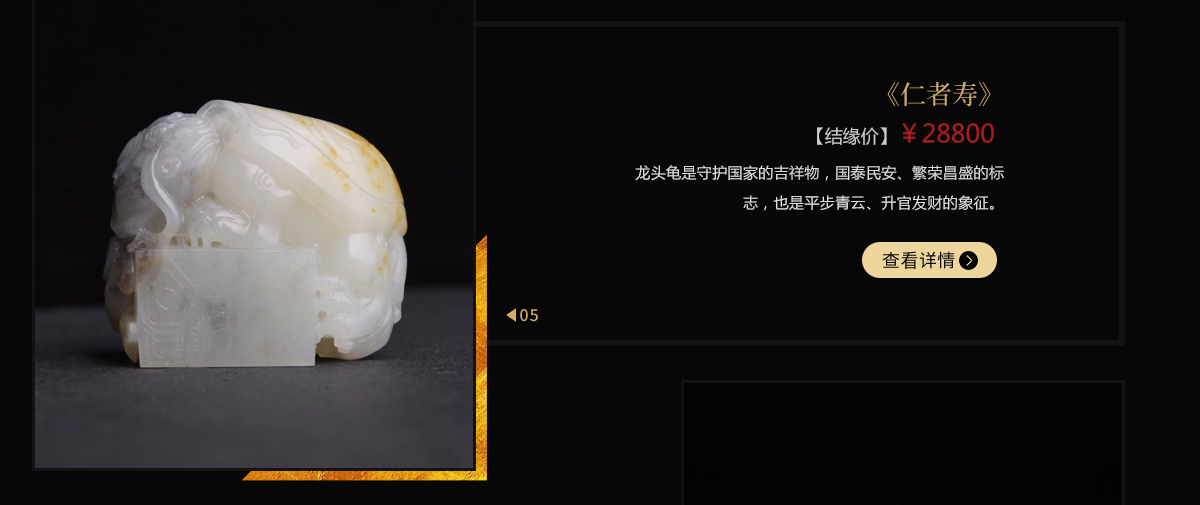 《仁者寿》
【结缘价】¥28800
龙头龟是守护国家的吉祥物，国泰民安、繁荣昌盛的标
志，也是平步青云、升官发财的象征。
查看详情
05